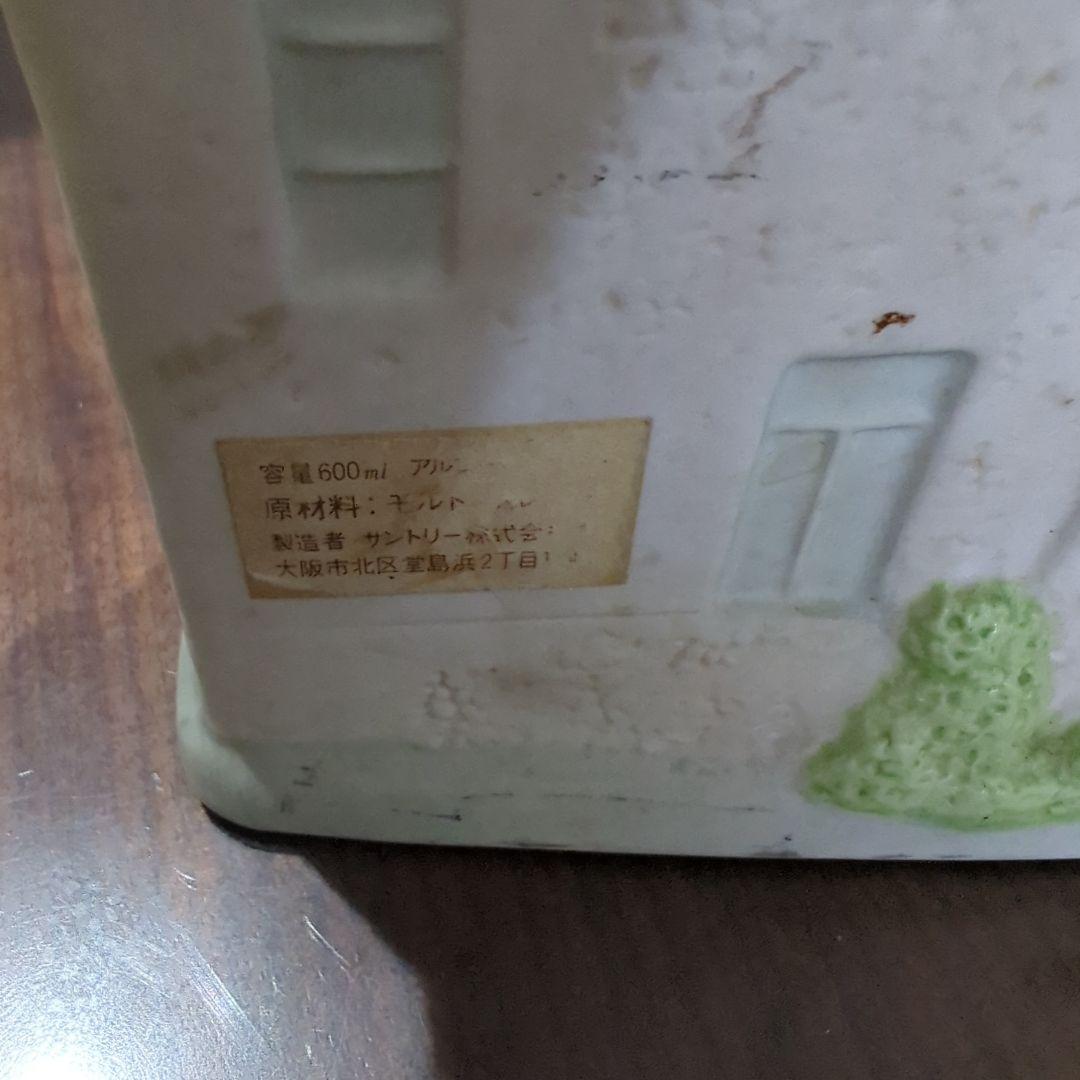 容量600ml アル
原材料:モルト
製造者 サントリー株式会
大阪市北区堂島浜2丁目1